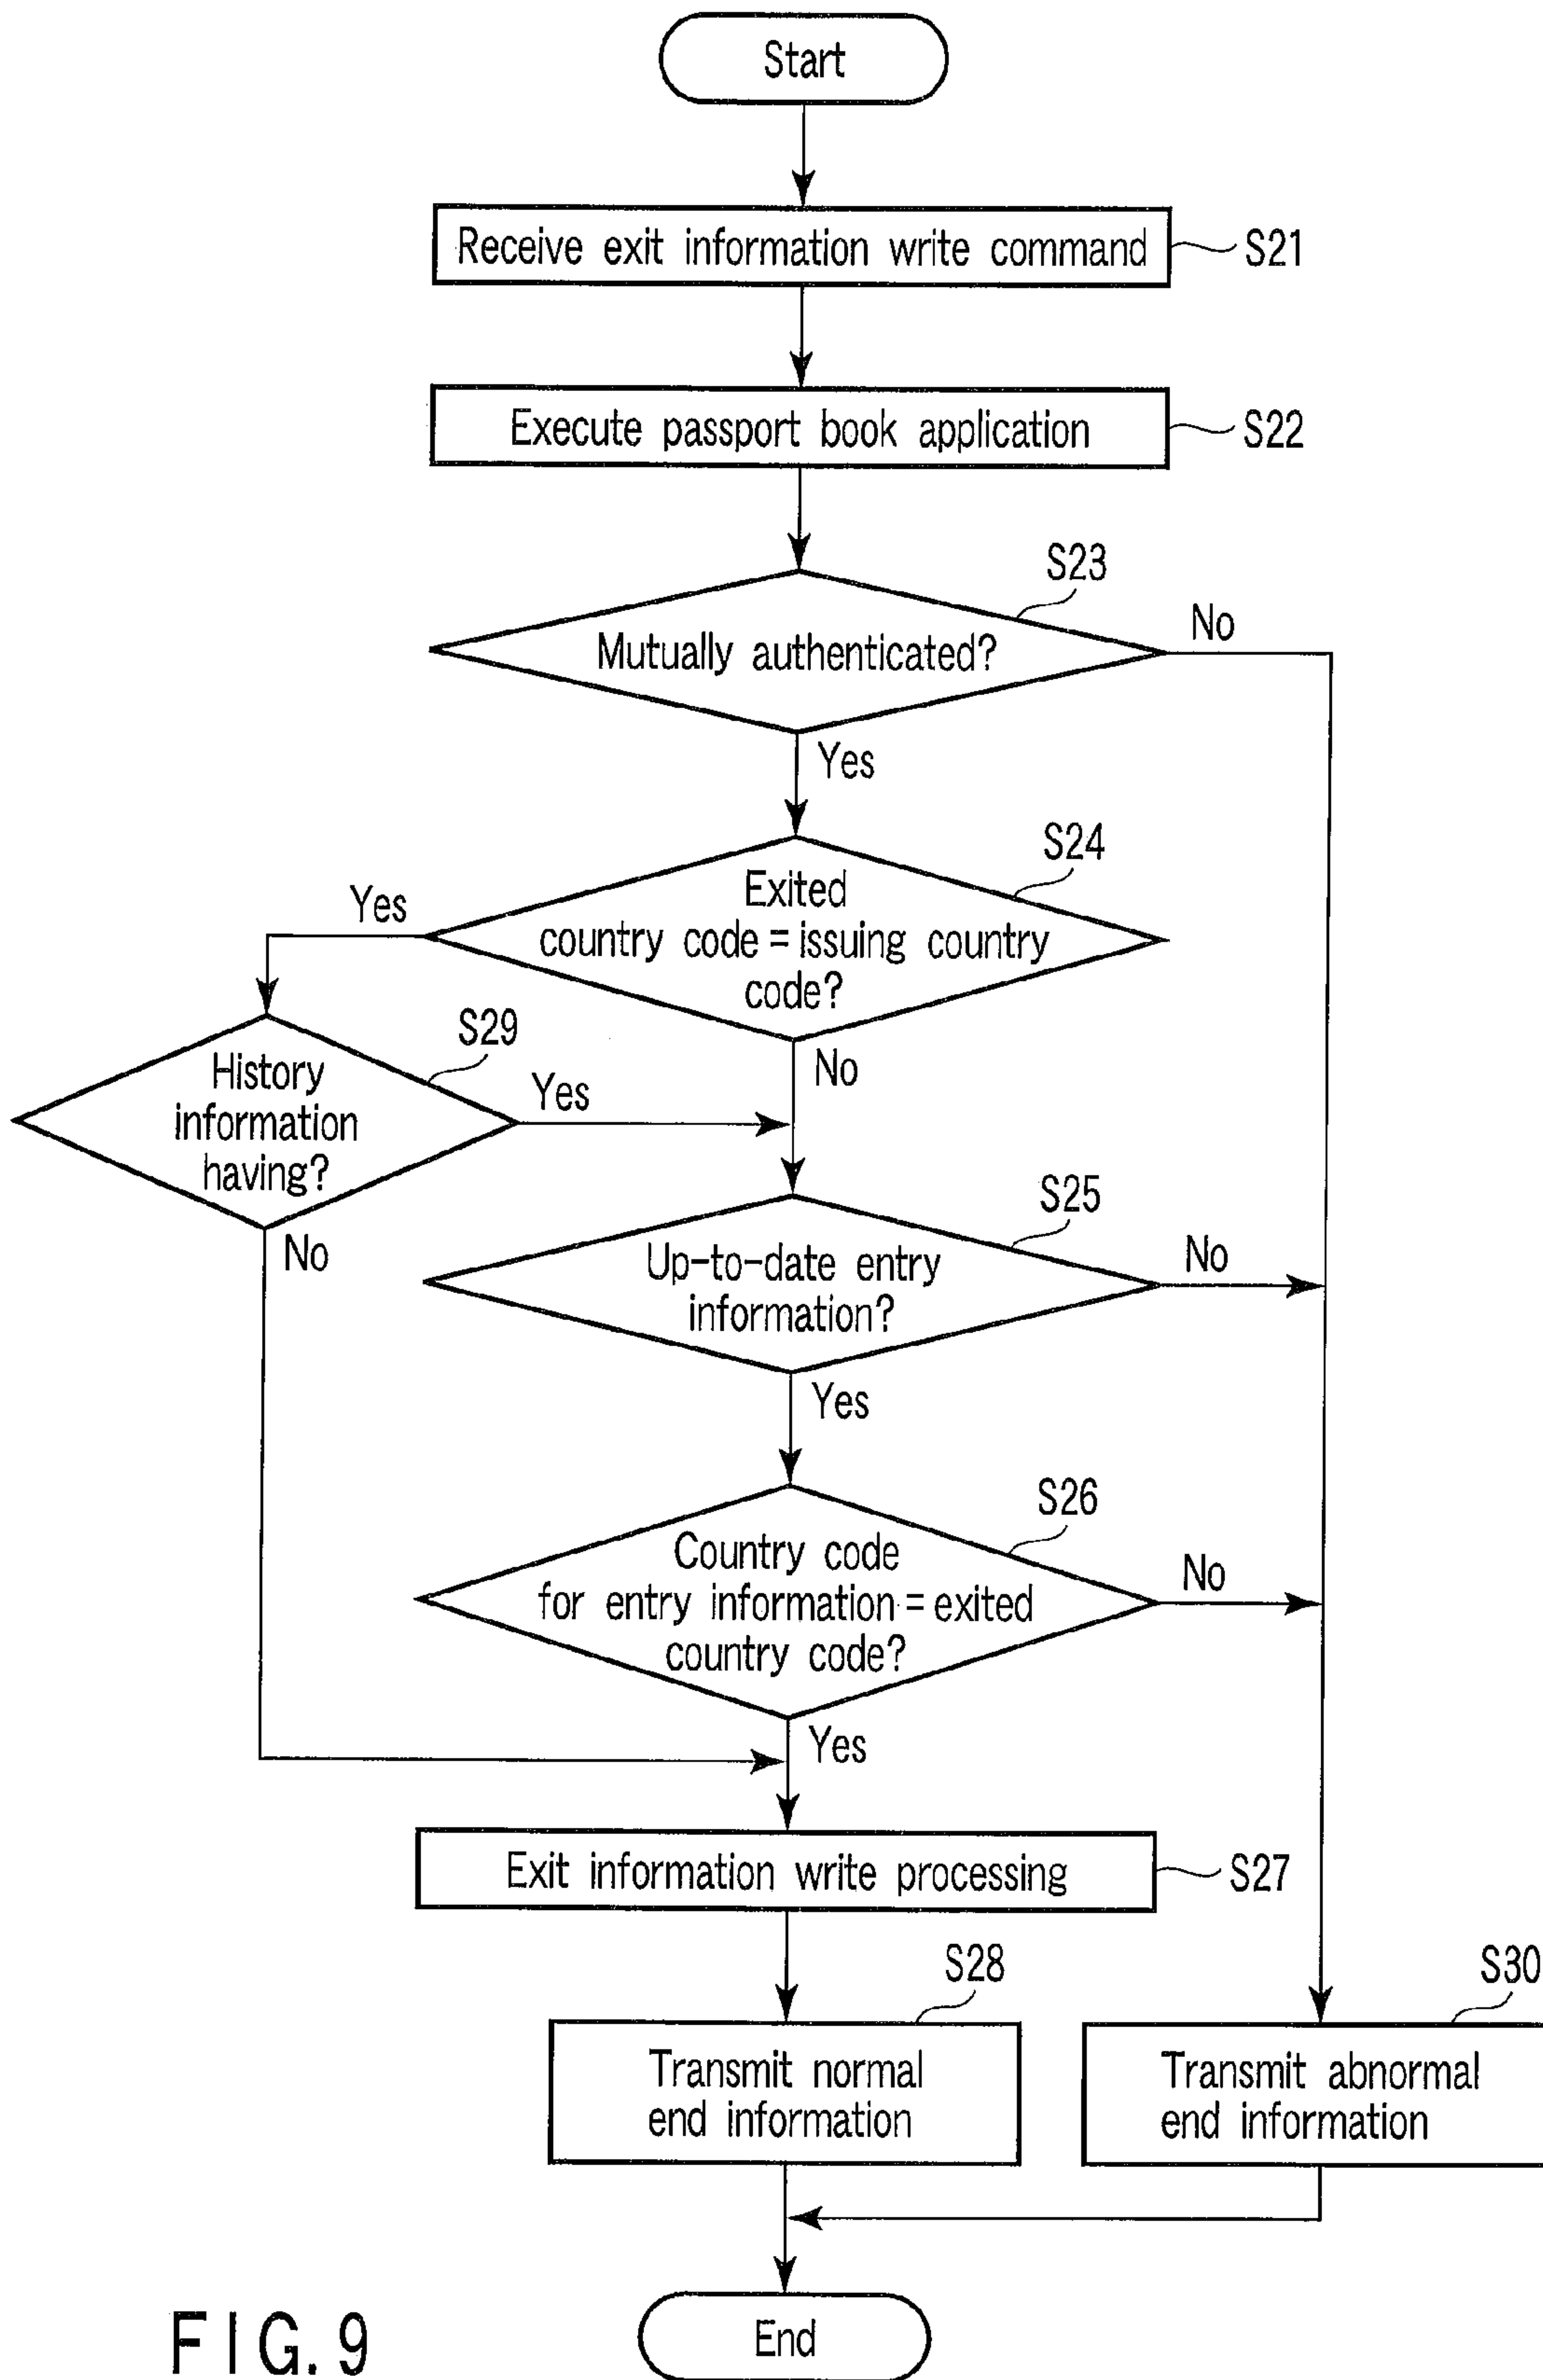 Start
Receive exit information write command
S21
Execute passport book application
S22
S23
Mutually authenticated?
No
Yes
S24
Exited
country code = issuing country
code?
Yes
No
S29
History
information
having?
Yes
No
S25
Up-to-date entry
information?
No
Yes
S26
Country code
for entry information = exited
country code?
No
Yes
Exit information write processing
S27
S28
Transmit normal
end information
S30
Transmit abnormal
end information
End
FIG. 9